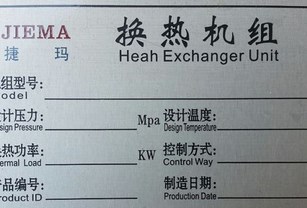 JIEMA 换热机组
捷 玛 Heah Exchanger Unit
组型号:
odel
设计压力: Mpa 设计温度:
esign Pressure Design Temperature
换热功率: KW 控制方式:
ermal Load Control Way
产品编号: 制造日期:
roduct ID Production Date